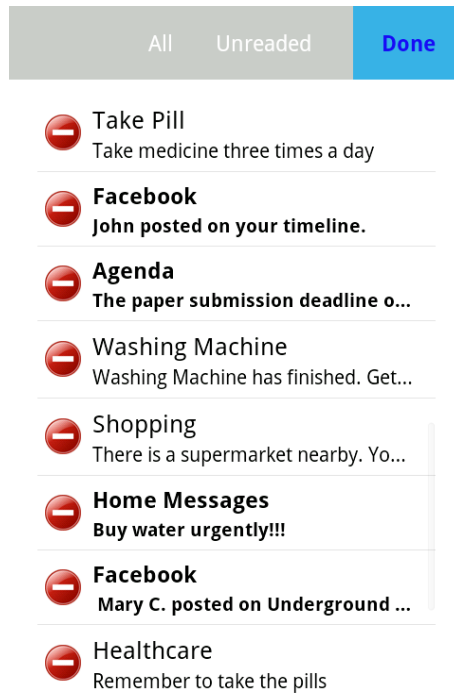 All Unreaded Done
Take Pill
Take medicine three times a day
Facebook
John posted on your timeline.
Agenda
The paper submission deadline o...
Washing Machine
Washing Machine has finished. Get...
Shopping
There is a supermarket nearby. Yo...
Home Messages
Buy water urgently!!!
Facebook
Mary C. posted on Underground ...
Healthcare
Remember to take the pills